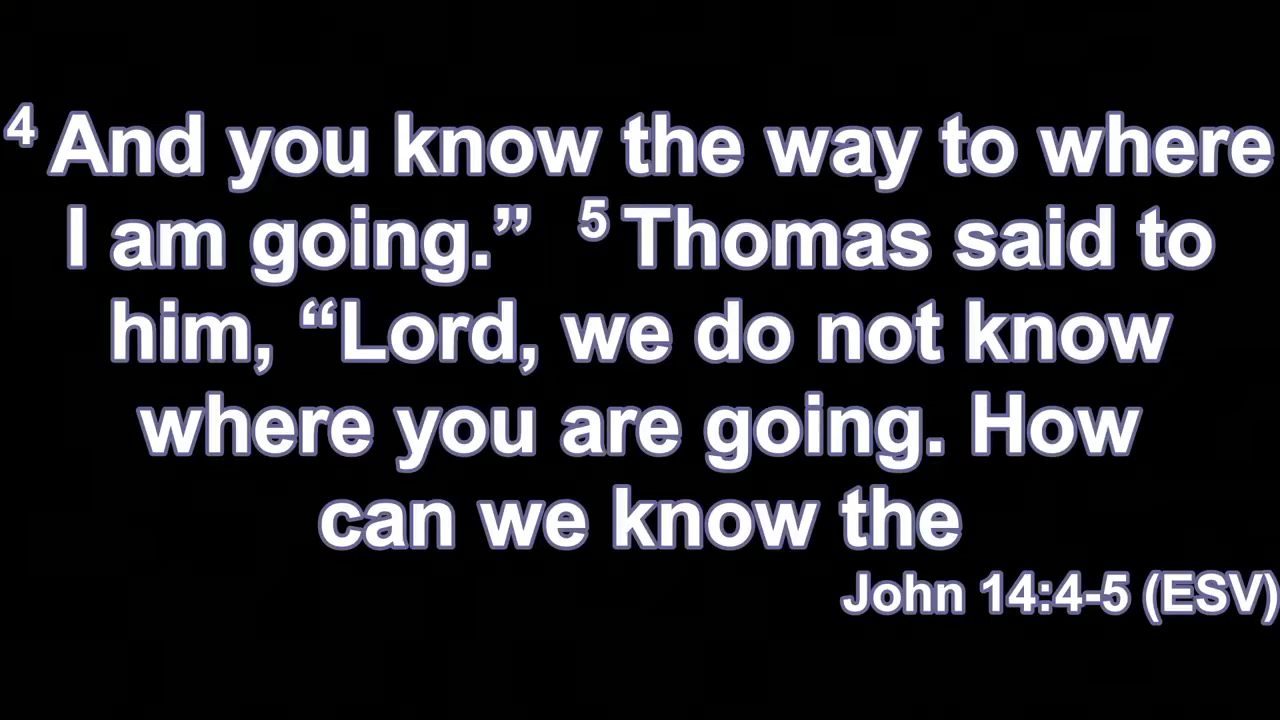 4 And you know the way to where
I am going.” 5 Thomas said to
him, “Lord, we do not know
where you are going. How
can we know the
John 14:4-5 (ESV)